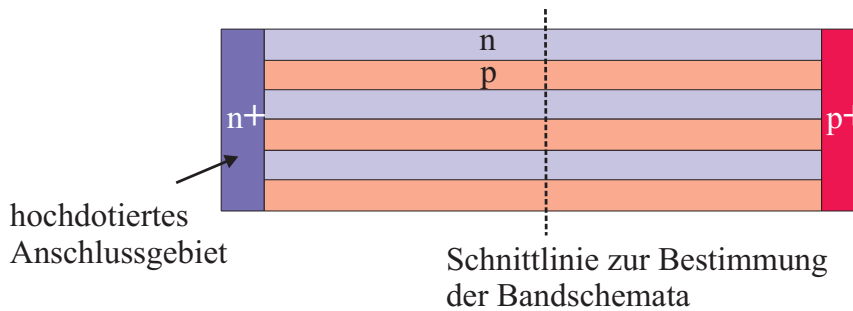 n
p
n+
p+
hochdotiertes
Anschlussgebiet
Schnittlinie zur Bestimmung
der Bandschemata